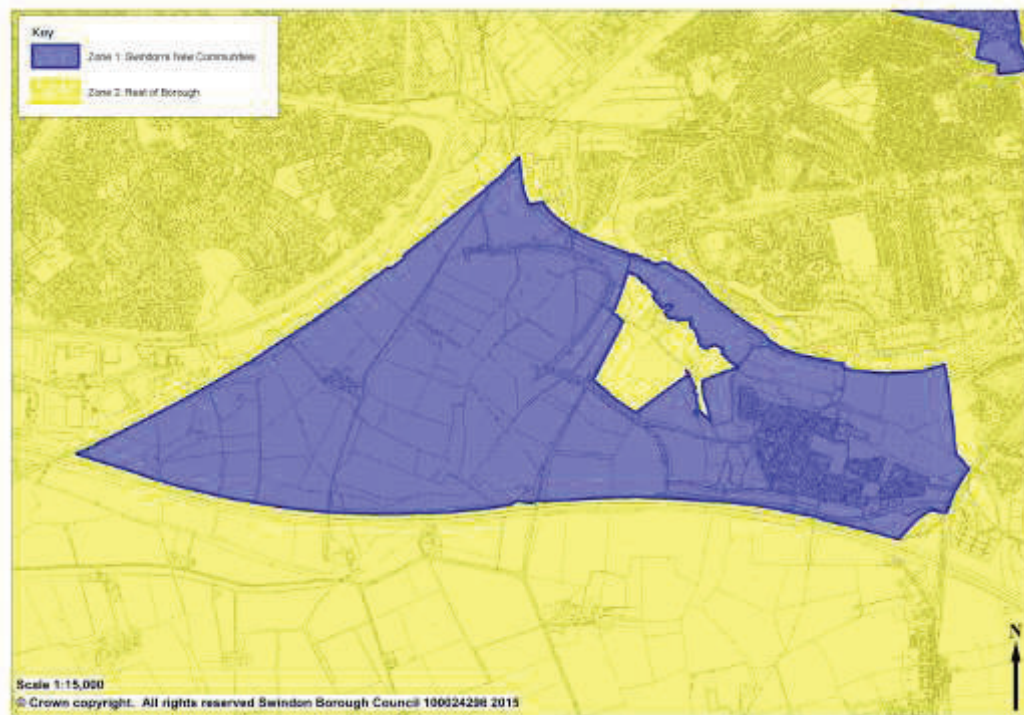 Key
Zone 1: Swindon's New Communities
Zone 2: Rest of Borough
N
Scale 1:15,000
© Crown copyright. All rights reserved Swindon Borough Council 100024296 2015